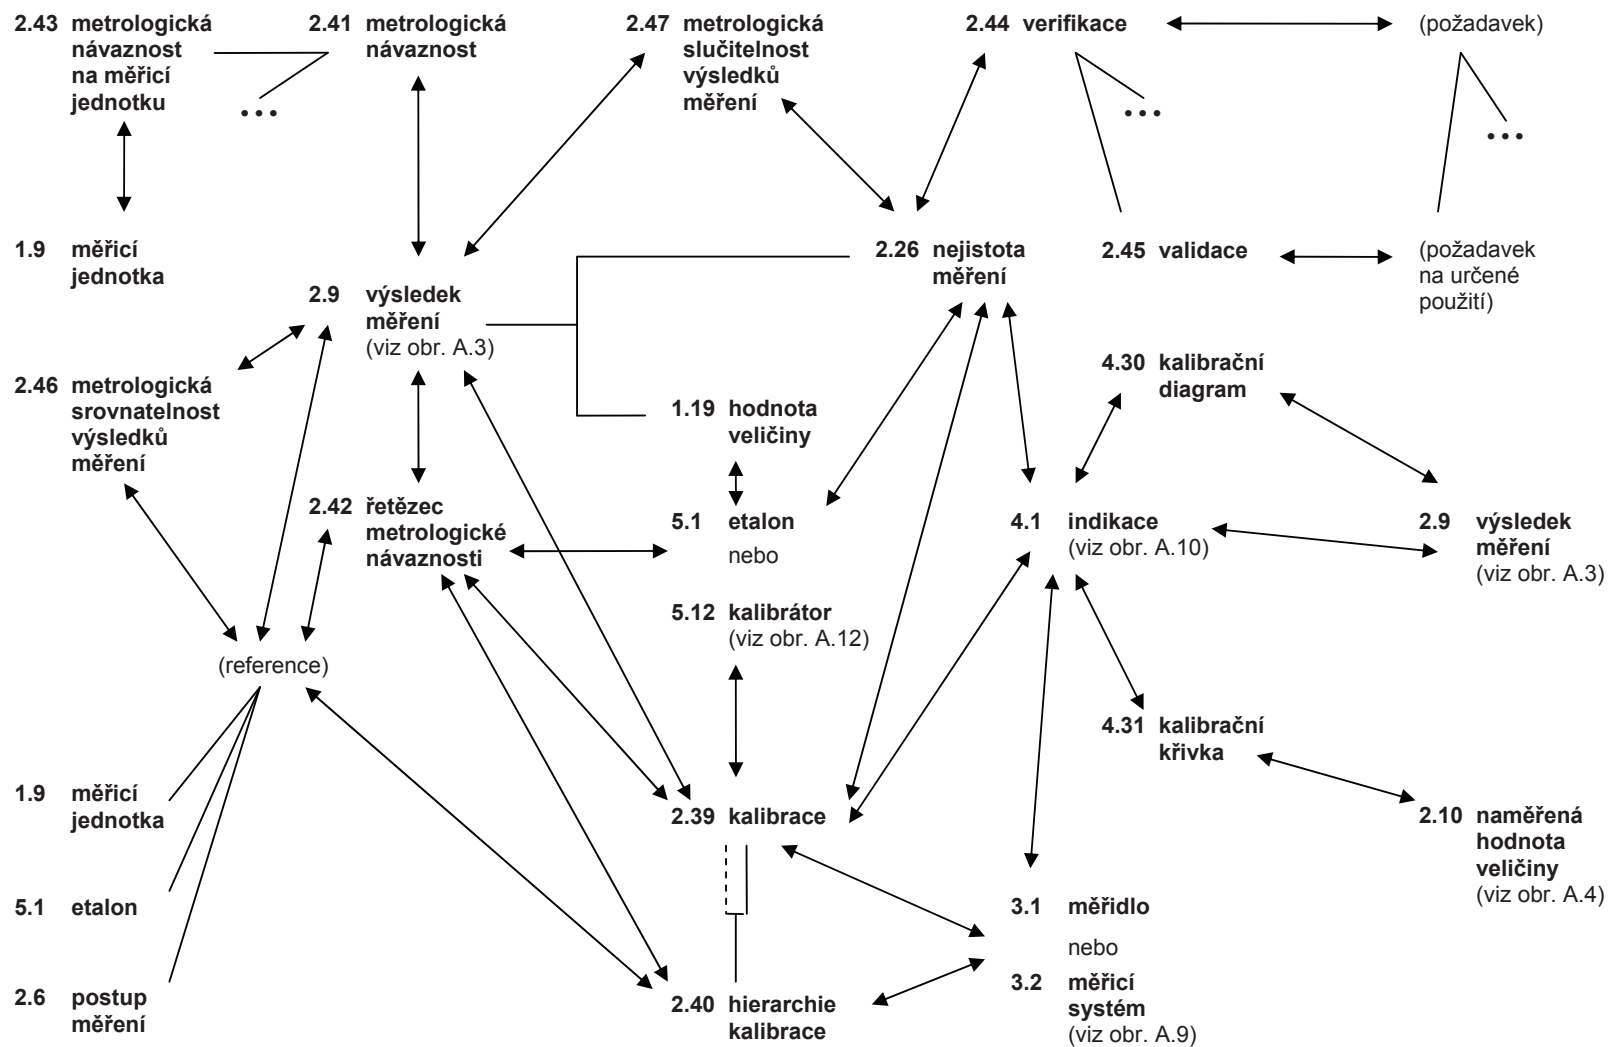 2.43 metrologická
návaznost
na měřicí
jednotku
2.41 metrologická
návaznost
2.47 metrologická
slučitelnost
výsledků
měření
2.44 verifikace
(požadavek)
...
...
...
1.9 měřicí
jednotka
2.9 výsledek
měření
(viz obr. A.3)
2.26 nejistota
měření
2.45 validace
(požadavek
na určené
použití)
2.46 metrologická
srovnatelnost
výsledků
měření
1.19 hodnota
veličiny
4.30 kalibrační
diagram
2.42 řetězec
metrologické
návaznosti
5.1 etalon
nebo
5.12 kalibrátor
(viz obr. A.12)
4.1 indikace
(viz obr. A.10)
2.9 výsledek
měření
(viz obr. A.3)
(reference)
4.31 kalibrační
křivka
1.9 měřicí
jednotka
2.39 kalibrace
2.10 naměřená
hodnota
veličiny
(viz obr. A.4)
5.1 etalon
3.1 měřidlo
nebo
3.2 měřicí
systém
(viz obr. A.9)
2.6 postup
měření
2.40 hierarchie
kalibrace